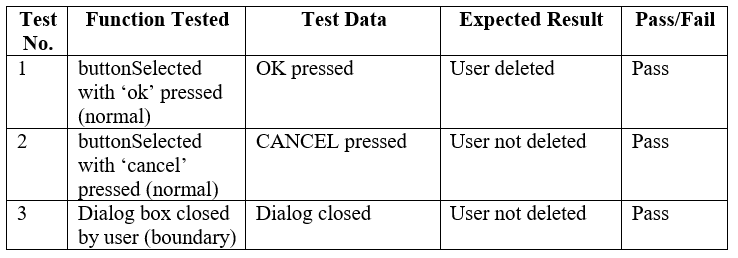 Test No. Function Tested Test Data Expected Result Pass/Fail
1 buttonSelected with ‘ok’ pressed (normal) OK pressed User deleted Pass
2 buttonSelected with ‘cancel’ pressed (normal) CANCEL pressed User not deleted Pass
3 Dialog box closed by user (boundary) Dialog closed User not deleted Pass